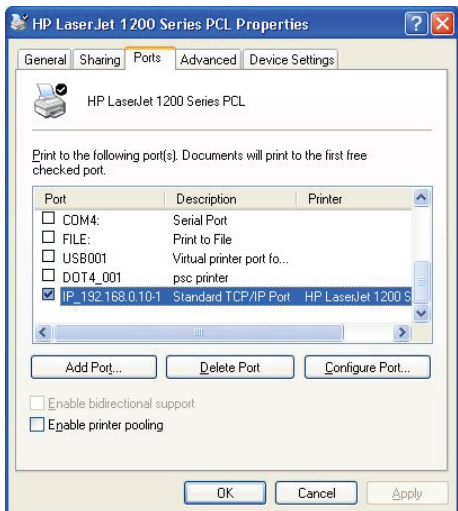 HP LaserJet 1200 Series PCL Properties
General Sharing Ports Advanced Device Settings
HP LaserJet 1200 Series PCL
Print to the following port(s). Documents will print to the first free
checked port.
Port Description Printer
COM4: Serial Port
FILE: Print to File
USB001 Virtual printer port fo...
DOT4_001 psc printer
IP_192.168.0.10-1 Standard TCP/IP Port HP LaserJet 1200 S
Add Port... Delete Port Configure Port...
Enable bidirectional support
Enable printer pooling
OK Cancel Apply